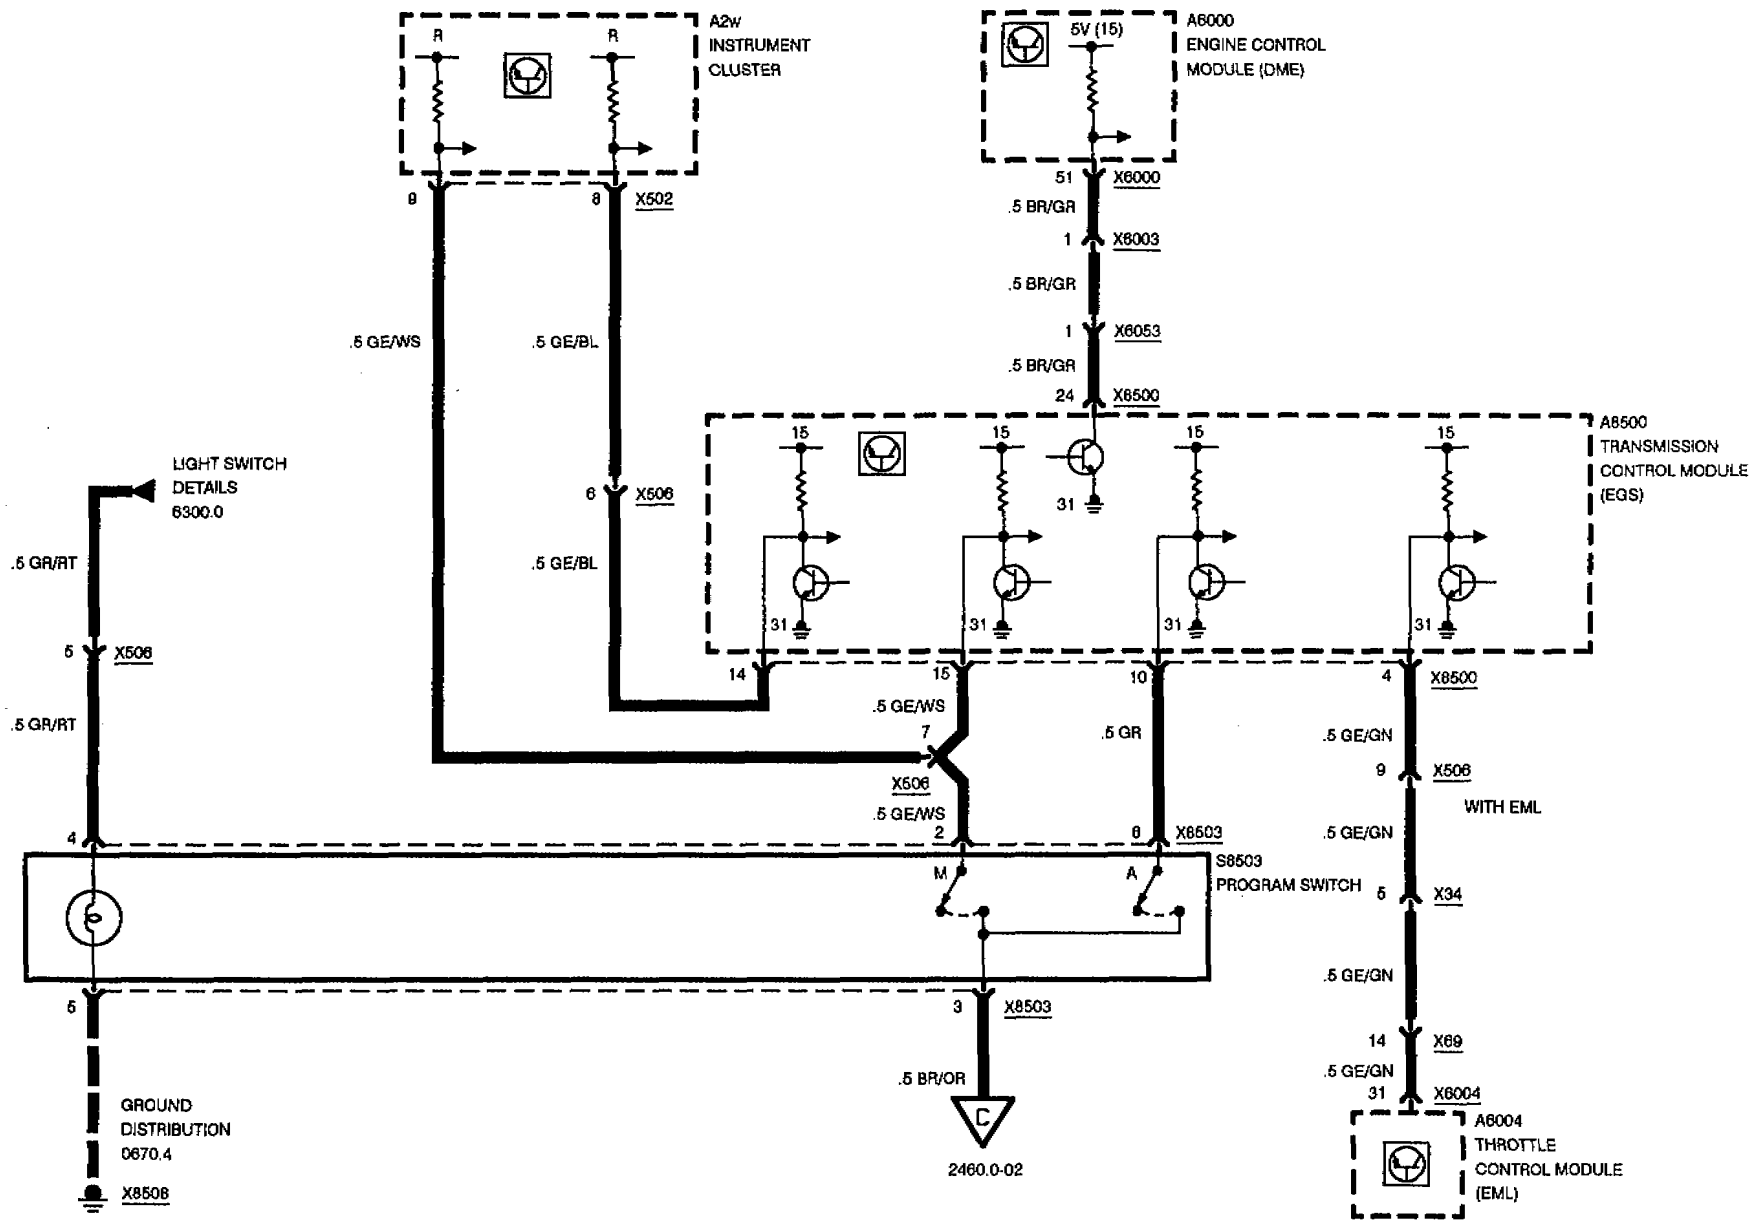 A2w
INSTRUMENT
CLUSTER
R
R
9
8
X502
A6000
ENGINE CONTROL
MODULE (DME)
5V (15)
51
X6000
.5 BR/GR
1
X6003
.5 BR/GR
1
X6053
.5 BR/GR
24
X8500
.5 GE/WS
.5 GE/BL
6
X506
.5 GE/BL
LIGHT SWITCH
DETAILS
6300.0
.5 GR/RT
5
X506
.5 GR/RT
A8500
TRANSMISSION
CONTROL MODULE
(EGS)
15
15
15
15
31
31
31
31
31
14
15
10
4
X8500
.5 GE/WS
7
X506
.5 GE/WS
.5 GR
.5 GE/GN
9
X506
WITH EML
.5 GE/GN
5
X34
.5 GE/GN
14
X69
.5 GE/GN
31
X6004
A6004
THROTTLE
CONTROL MODULE
(EML)
4
2
6
X8503
M
A
S8503
PROGRAM SWITCH
5
3
X8503
.5 BR/OR
C
2460.0-02
GROUND
DISTRIBUTION
0670.4
X8508